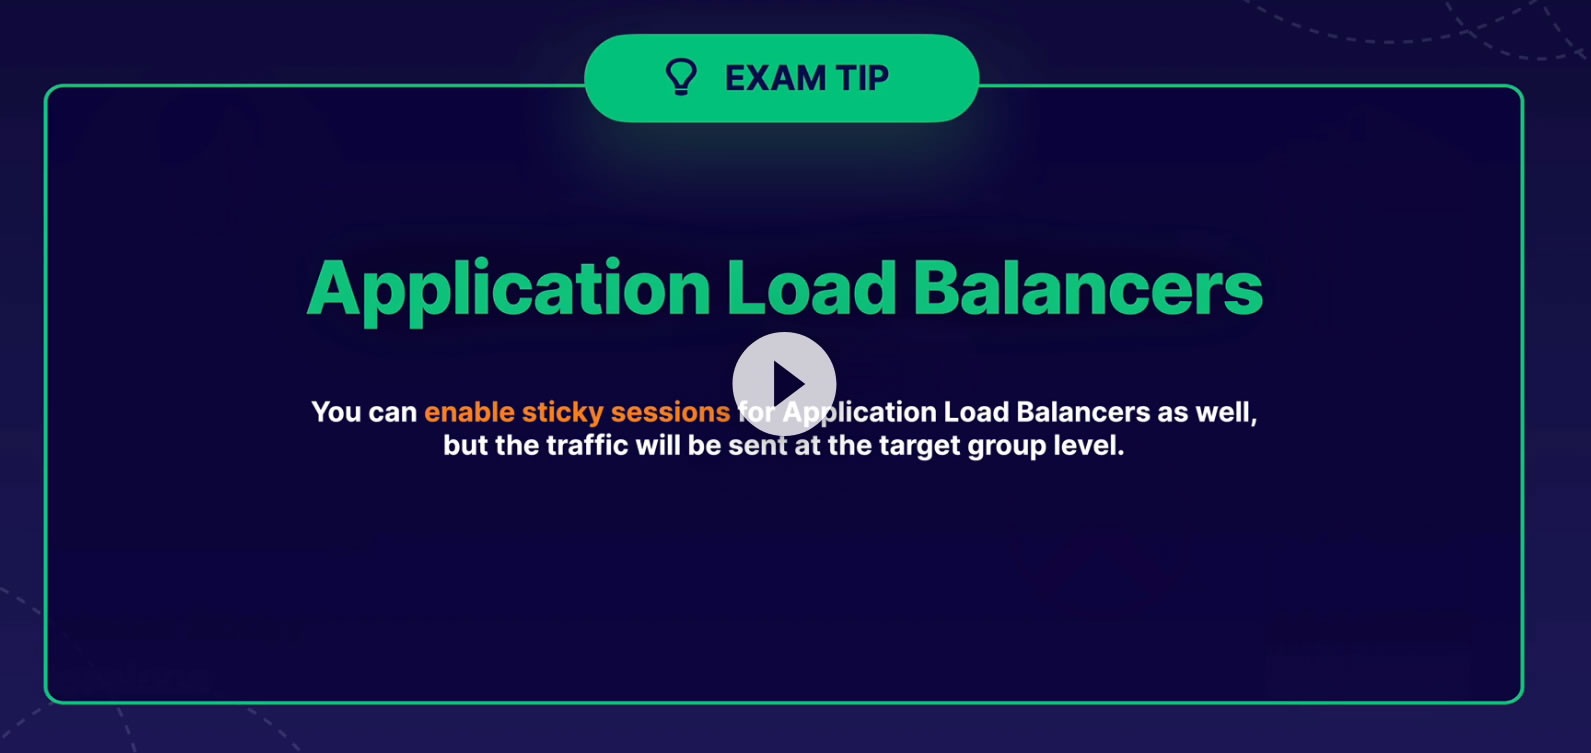 EXAM TIP
Application Load Balancers
You can enable sticky sessions for Application Load Balancers as well,
but the traffic will be sent at the target group level.